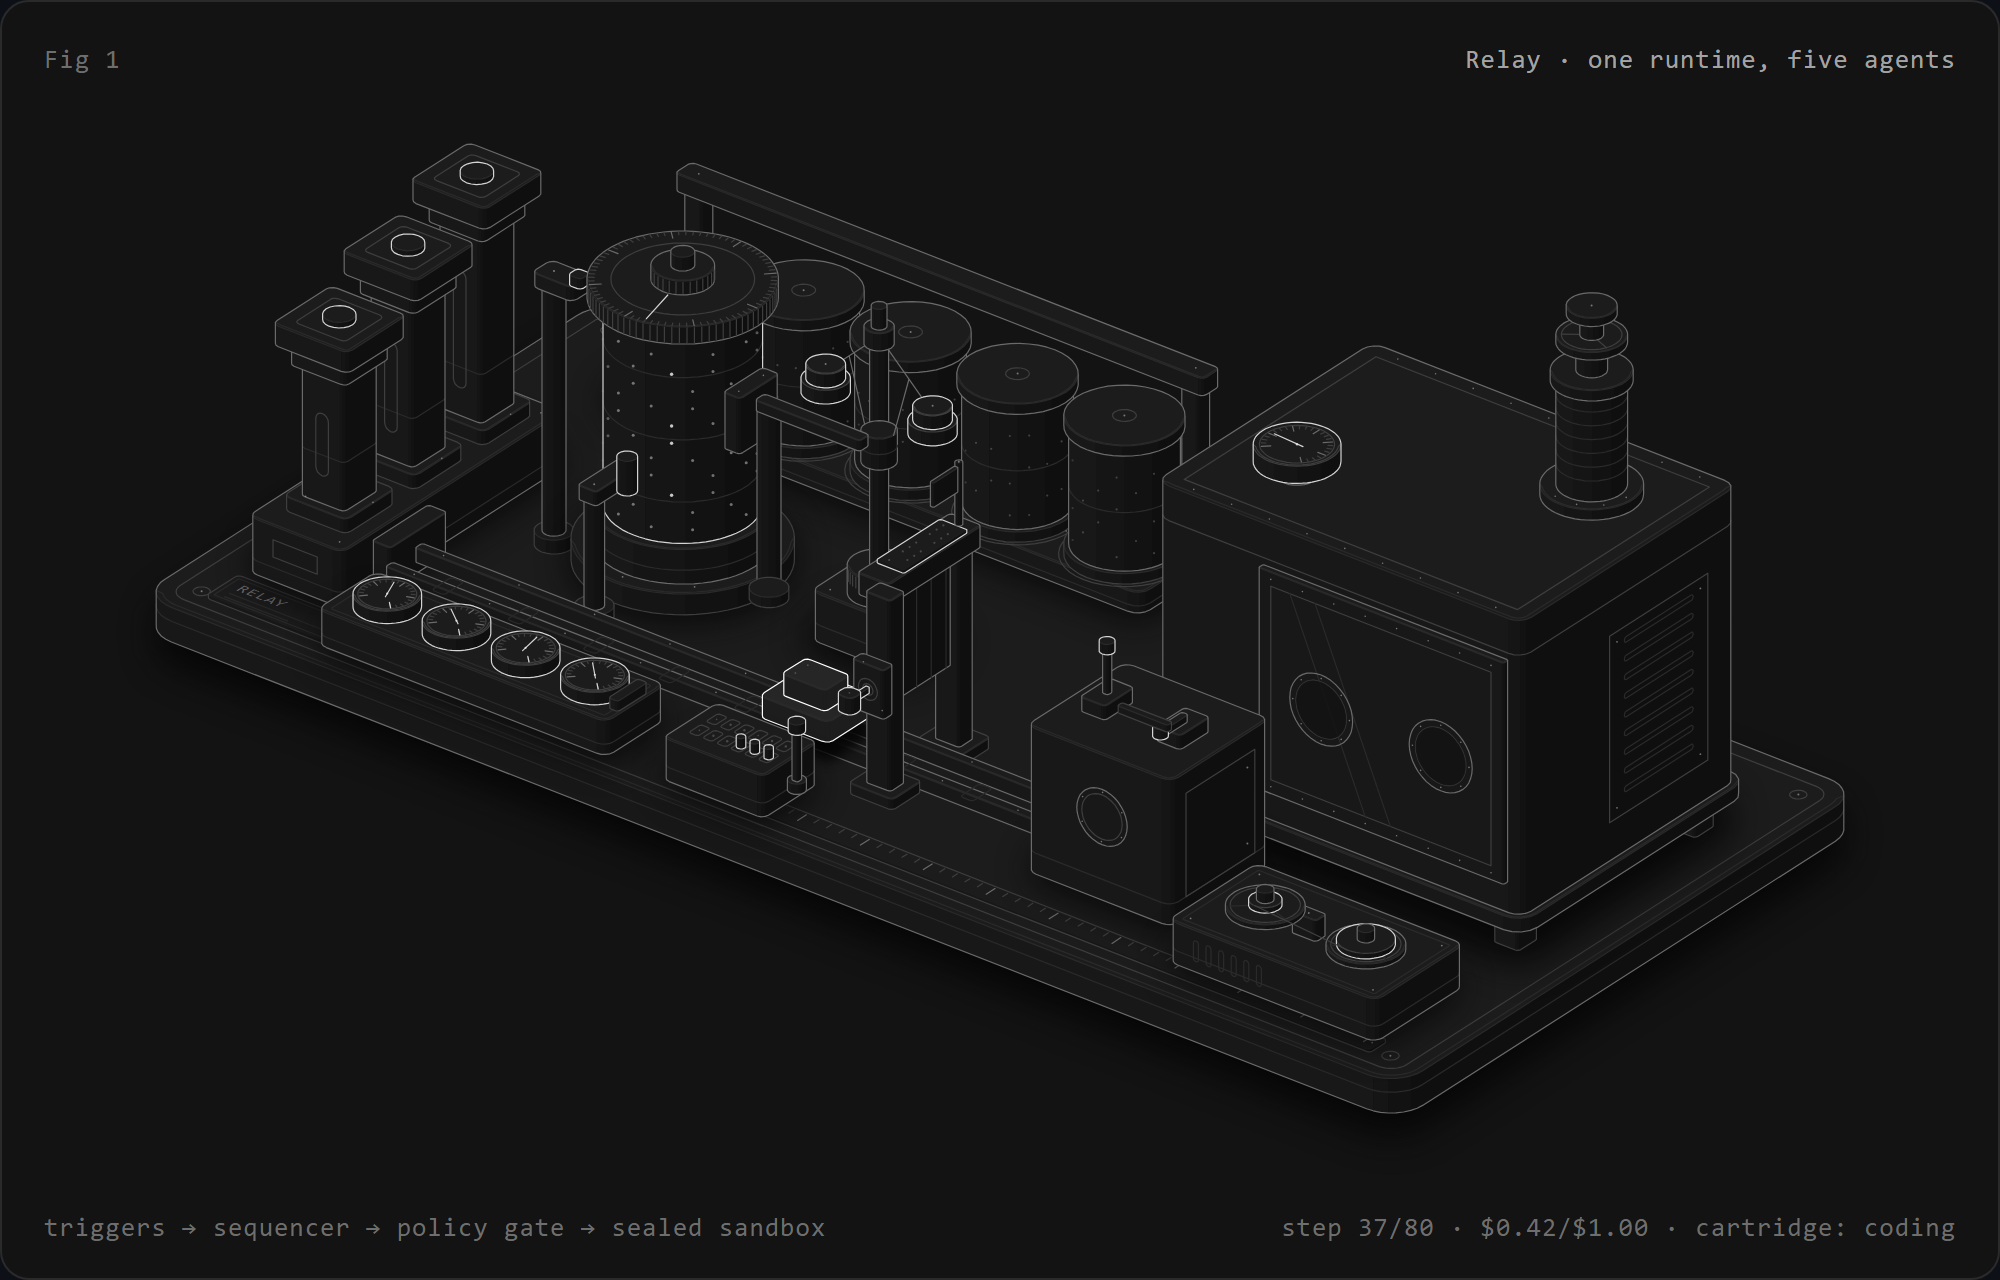 Fig 1
Relay · one runtime, five agents
RELAY
triggers → sequencer → policy gate → sealed sandbox
step 37/80 · $0.42/$1.00 · cartridge: coding